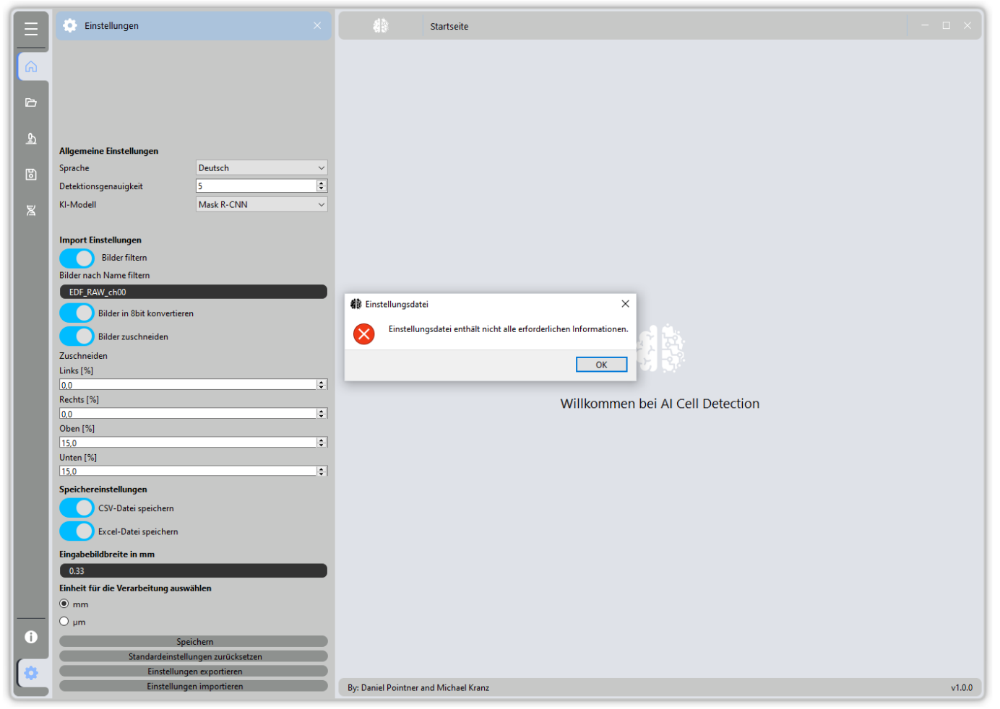 Einstellungen
Startseite
Allgemeine Einstellungen
Sprache
Deutsch
Detektionsgenauigkeit
5
KI-Modell
Mask R-CNN
Import Einstellungen
Bilder filtern
Bilder nach Name filtern
EDF_RAW_ch00
Bilder in 8bit konvertieren
Bilder zuschneiden
Zuschneiden
Links [%]
0,0
Rechts [%]
0,0
Oben [%]
15,0
Unten [%]
15,0
Speichereinstellungen
CSV-Datei speichern
Excel-Datei speichern
Eingabebildbreite in mm
0.33
Einheit für die Verarbeitung auswählen
mm
µm
Speichern
Standardeinstellungen zurücksetzen
Einstellungen exportieren
Einstellungen importieren
Einstellungsdatei
Einstellungsdatei enthält nicht alle erforderlichen Informationen.
OK
Willkommen bei AI Cell Detection
By: Daniel Pointner and Michael Kranz
v1.0.0